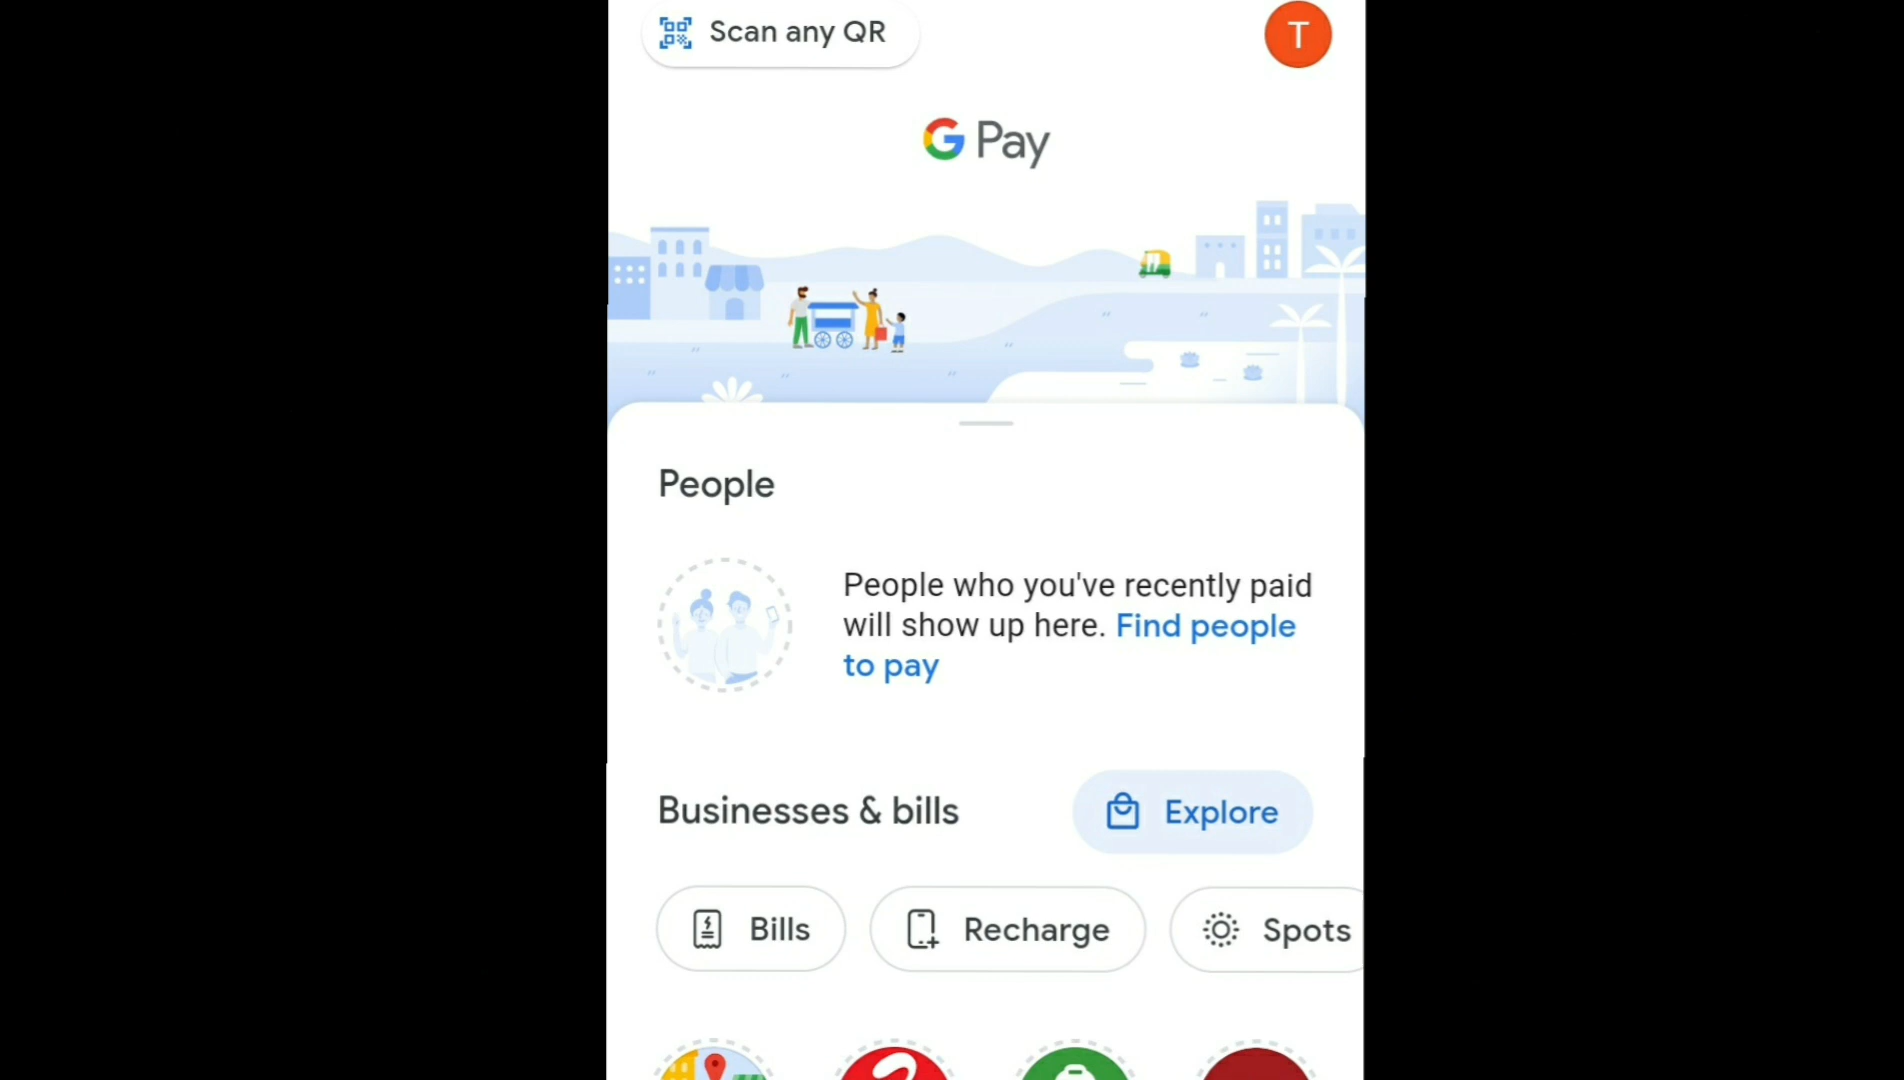 Scan any QR
T
G Pay
People
People who you've recently paid
will show up here. Find people
to pay
Businesses & bills
Explore
Bills
Recharge
Spots